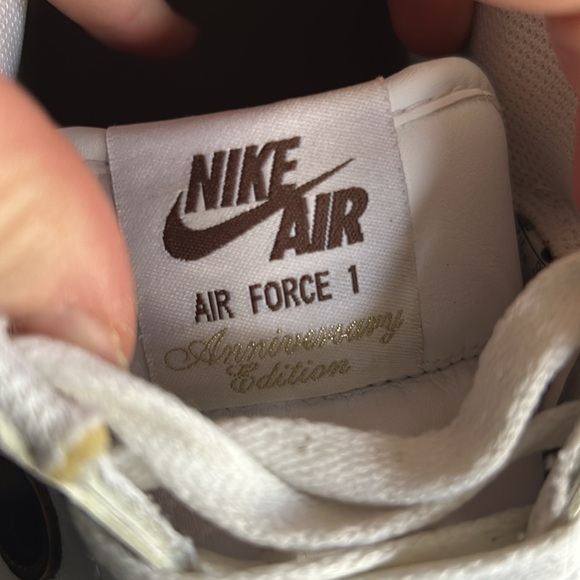 NIKE
AIR
AIR FORCE 1
Anniversary
Edition